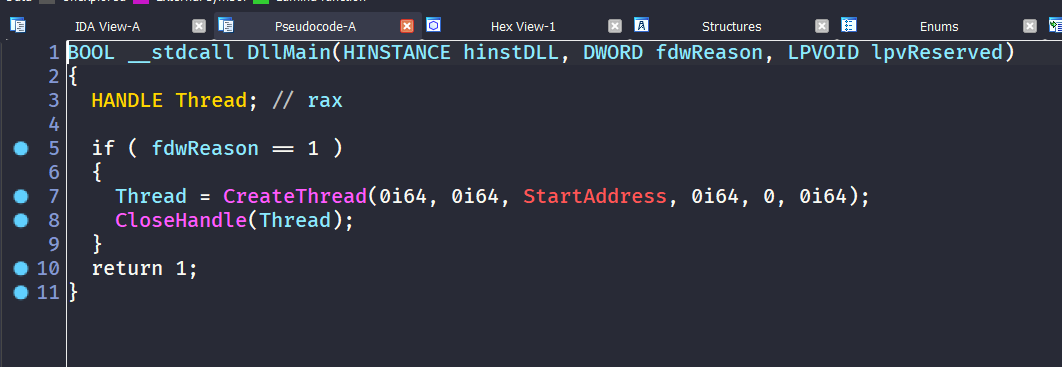 IDA View-A Pseudocode-A Hex View-1 Structures Enums
1 BOOL __stdcall DllMain(HINSTANCE hinstDLL, DWORD fdwReason, LPVOID lpvReserved)
2 {
3 HANDLE Thread; // rax
4
5 if ( fdwReason == 1 )
6 {
7 Thread = CreateThread(0i64, 0i64, StartAddress, 0i64, 0, 0i64);
8 CloseHandle(Thread);
9 }
10 return 1;
11 }